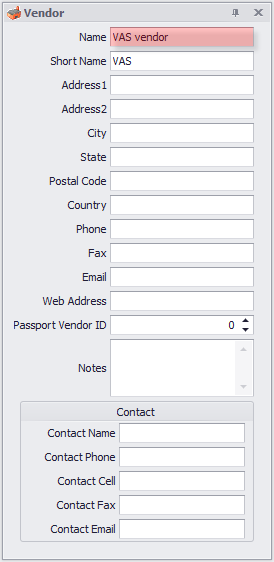 Vendor
Name VAS vendor
Short Name VAS
Address1
Address2
City
State
Postal Code
Country
Phone
Fax
Email
Web Address
Passport Vendor ID 0
Notes
Contact
Contact Name
Contact Phone
Contact Cell
Contact Fax
Contact Email